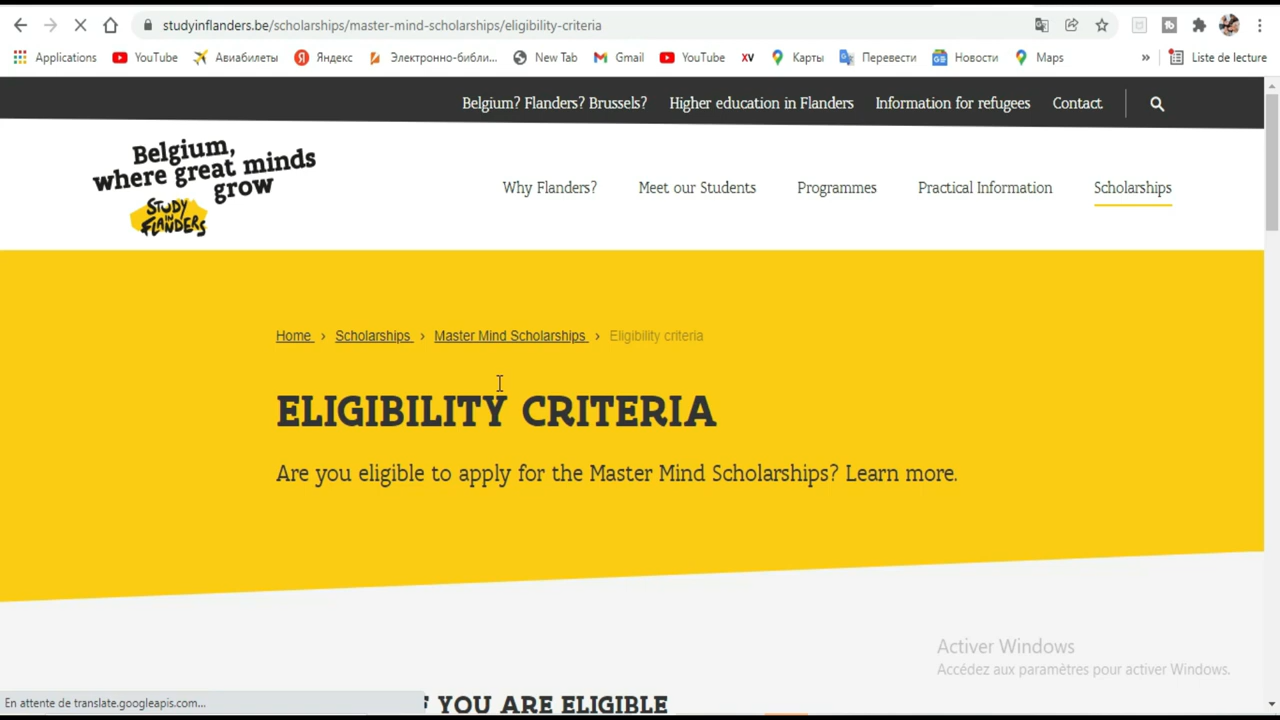 studyinflanders.be/scholarships/master-mind-scholarships/eligibility-criteria
Applications YouTube Авиабилеты Яндекс Электронно-библи... New Tab Gmail YouTube XV Карты Перевести Новости Maps » Liste de lecture
Belgium? Flanders? Brussels? Higher education in Flanders Information for refugees Contact
Belgium,
where great minds
grow
STUDY
IN
FLANDERS
Why Flanders? Meet our Students Programmes Practical Information Scholarships
Home › Scholarships › Master Mind Scholarships › Eligibility criteria
ELIGIBILITY CRITERIA
Are you eligible to apply for the Master Mind Scholarships? Learn more.
Activer Windows
Accédez aux paramètres pour activer Windows.
En attente de translate.googleapis.com...
YOU ARE ELIGIBLE